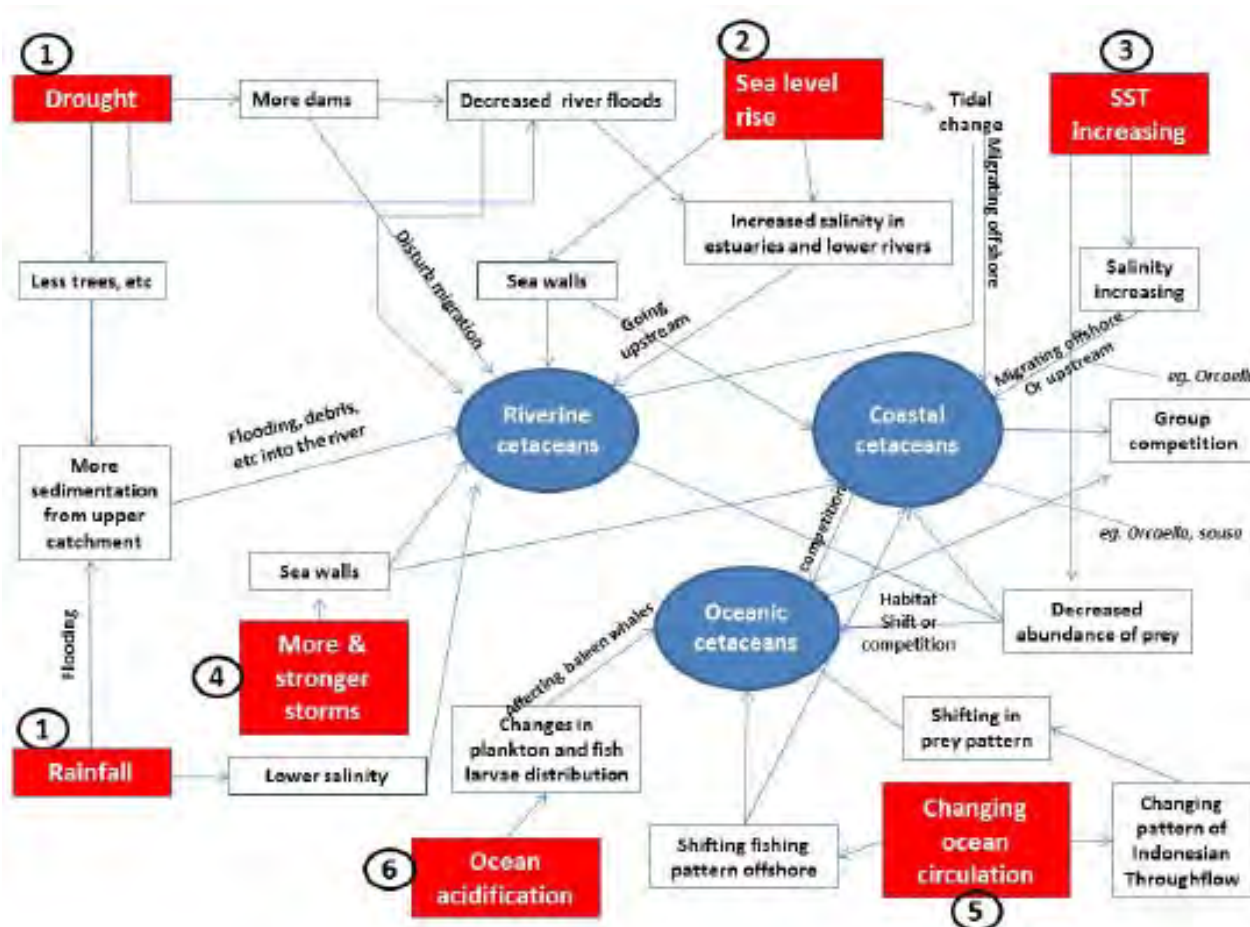 1
Drought
More dams
Decreased river floods
2
Sea level
rise
Tidal
change
3
SST
increasing
Migrating offshore
Disturb migration
Increased salinity in
estuaries and lower rivers
Less trees, etc
Sea walls
Going
upstream
Salinity
increasing
Migrating offshore
Or upstream
eg. Orcaella
Riverine
cetaceans
Coastal
cetaceans
Group
competition
Flooding, debris,
etc into the river
More
sedimentation
from upper
catchment
eg. Orcaella, sousa
competition
Sea walls
Oceanic
cetaceans
Habitat
Shift or
competition
Decreased
abundance of prey
Flooding
4
More &
stronger
storms
Affecting baleen whales
1
Rainfall
Lower salinity
Changes in
plankton and fish
larvae distribution
Shifting in
prey pattern
6
Ocean
acidification
Shifting fishing
pattern offshore
Changing
ocean
circulation
5
Changing
pattern of
Indonesian
Throughflow